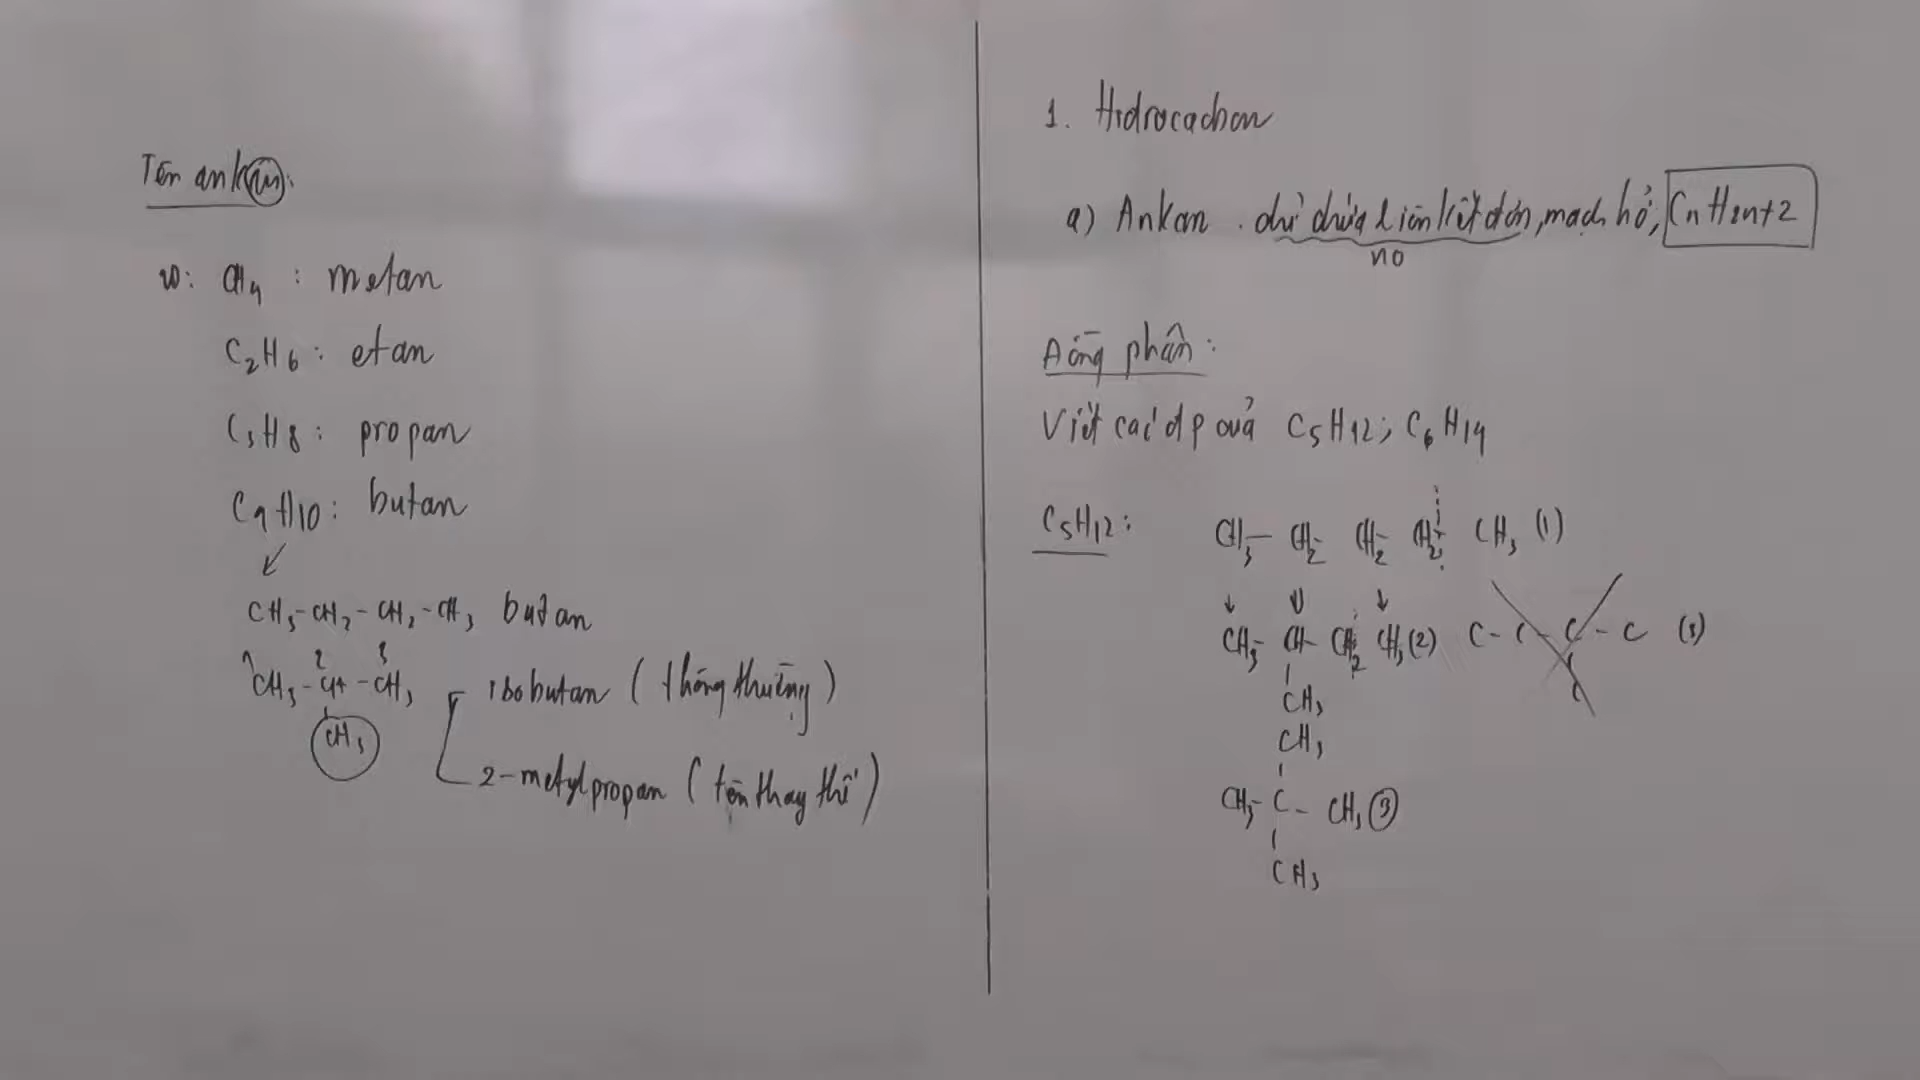 Tên ankan:
VD: CH4 : metan
C2H6 : etan
C3H8 : propan
C4H10 : butan
CH3-CH2-CH2-CH3 butan
1 2 3
CH3-CH-CH3 isobutan (thông thường)
CH3
2-metylpropan (tên thay thế)
1. Hidrocacbon
a) Ankan . chỉ chứa liên kết đơn, mạch hở, CnH2n+2
no
Đồng phân:
Viết các đp của C5H12; C6H14
C5H12: CH3-CH2-CH2-CH2-CH3 (1)
CH3-CH-CH2-CH3 (2) C-C-C-C (3)
CH3 C
CH3
CH3-C-CH3 (3)
CH3